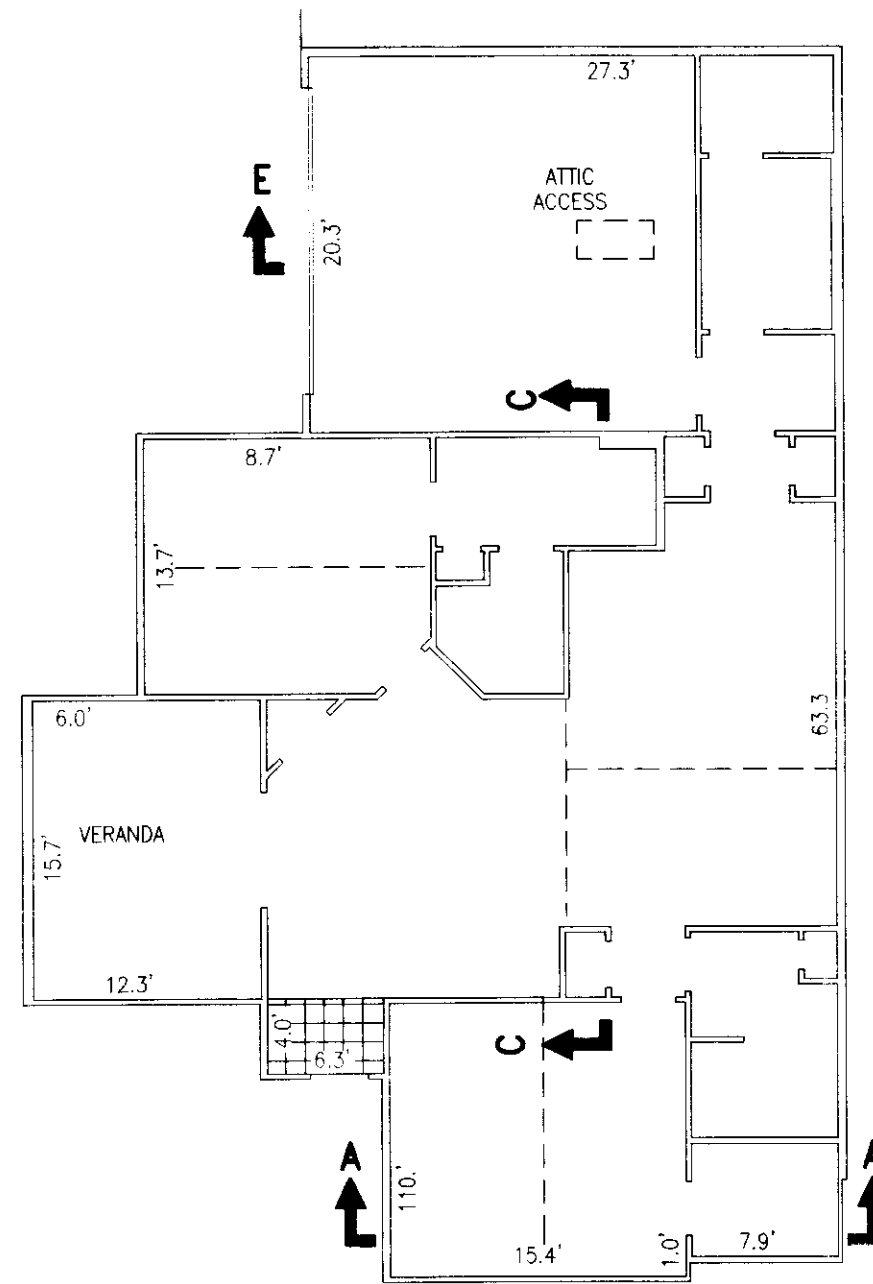 27.3'
ATTIC
ACCESS
E
20.3'
C
8.7'
13.7'
6.0'
63.3
VERANDA
15.7'
12.3'
4.0'
6.3'
C
A
A
110.'
15.4'
1.0'
7.9'